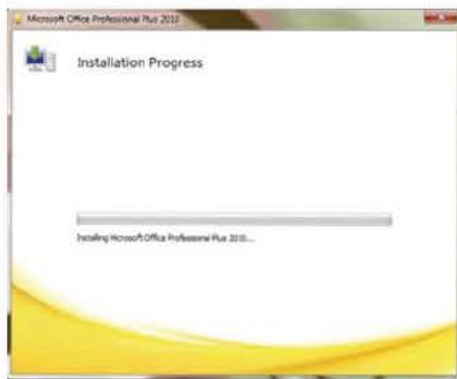 Microsoft Office Professional Plus 2010
Installation Progress
Installing Microsoft Office Professional Plus 2010...